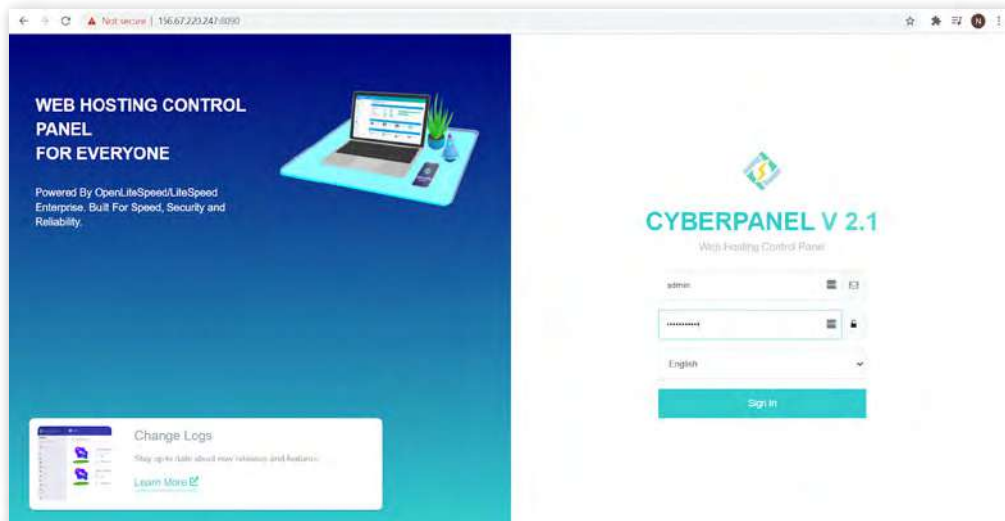 Not secure | 156.67.220.247:8090
N
WEB HOSTING CONTROL
PANEL
FOR EVERYONE
Powered By OpenLiteSpeed/LiteSpeed
Enterprise. Built For Speed, Security and
Reliability.
CYBERPANEL V 2.1
Web Hosting Control Panel
admin
English
Sign In
Change Logs
Stay up to date about new releases and features.
Learn More